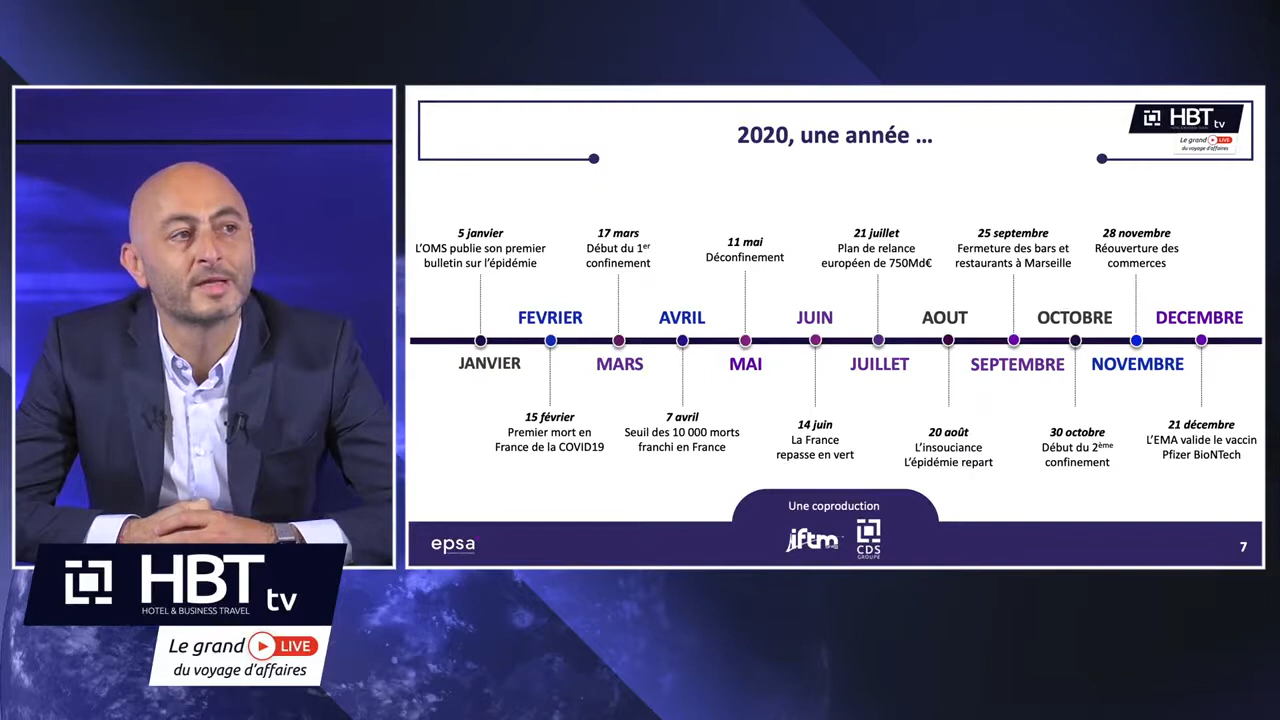 2020, une année ...
HBT tv
HOTEL & BUSINESS TRAVEL
Le grand LIVE
du voyage d'affaires
5 janvier
L'OMS publie son premier
bulletin sur l'épidémie
17 mars
Début du 1er
confinement
11 mai
Déconfinement
21 juillet
Plan de relance
européen de 750Md€
25 septembre
Fermeture des bars et
restaurants à Marseille
28 novembre
Réouverture des
commerces
FEVRIER
AVRIL
JUIN
AOUT
OCTOBRE
DECEMBRE
JANVIER
MARS
MAI
JUILLET
SEPTEMBRE
NOVEMBRE
15 février
Premier mort en
France de la COVID19
7 avril
Seuil des 10 000 morts
franchi en France
14 juin
La France
repasse en vert
20 août
L'insouciance
L'épidémie repart
30 octobre
Début du 2ème
confinement
21 décembre
L'EMA valide le vaccin
Pfizer BioNTech
Une coproduction
epsa
iftm
CDS
GROUPE
7
HBT tv
HOTEL & BUSINESS TRAVEL
Le grand LIVE
du voyage d'affaires